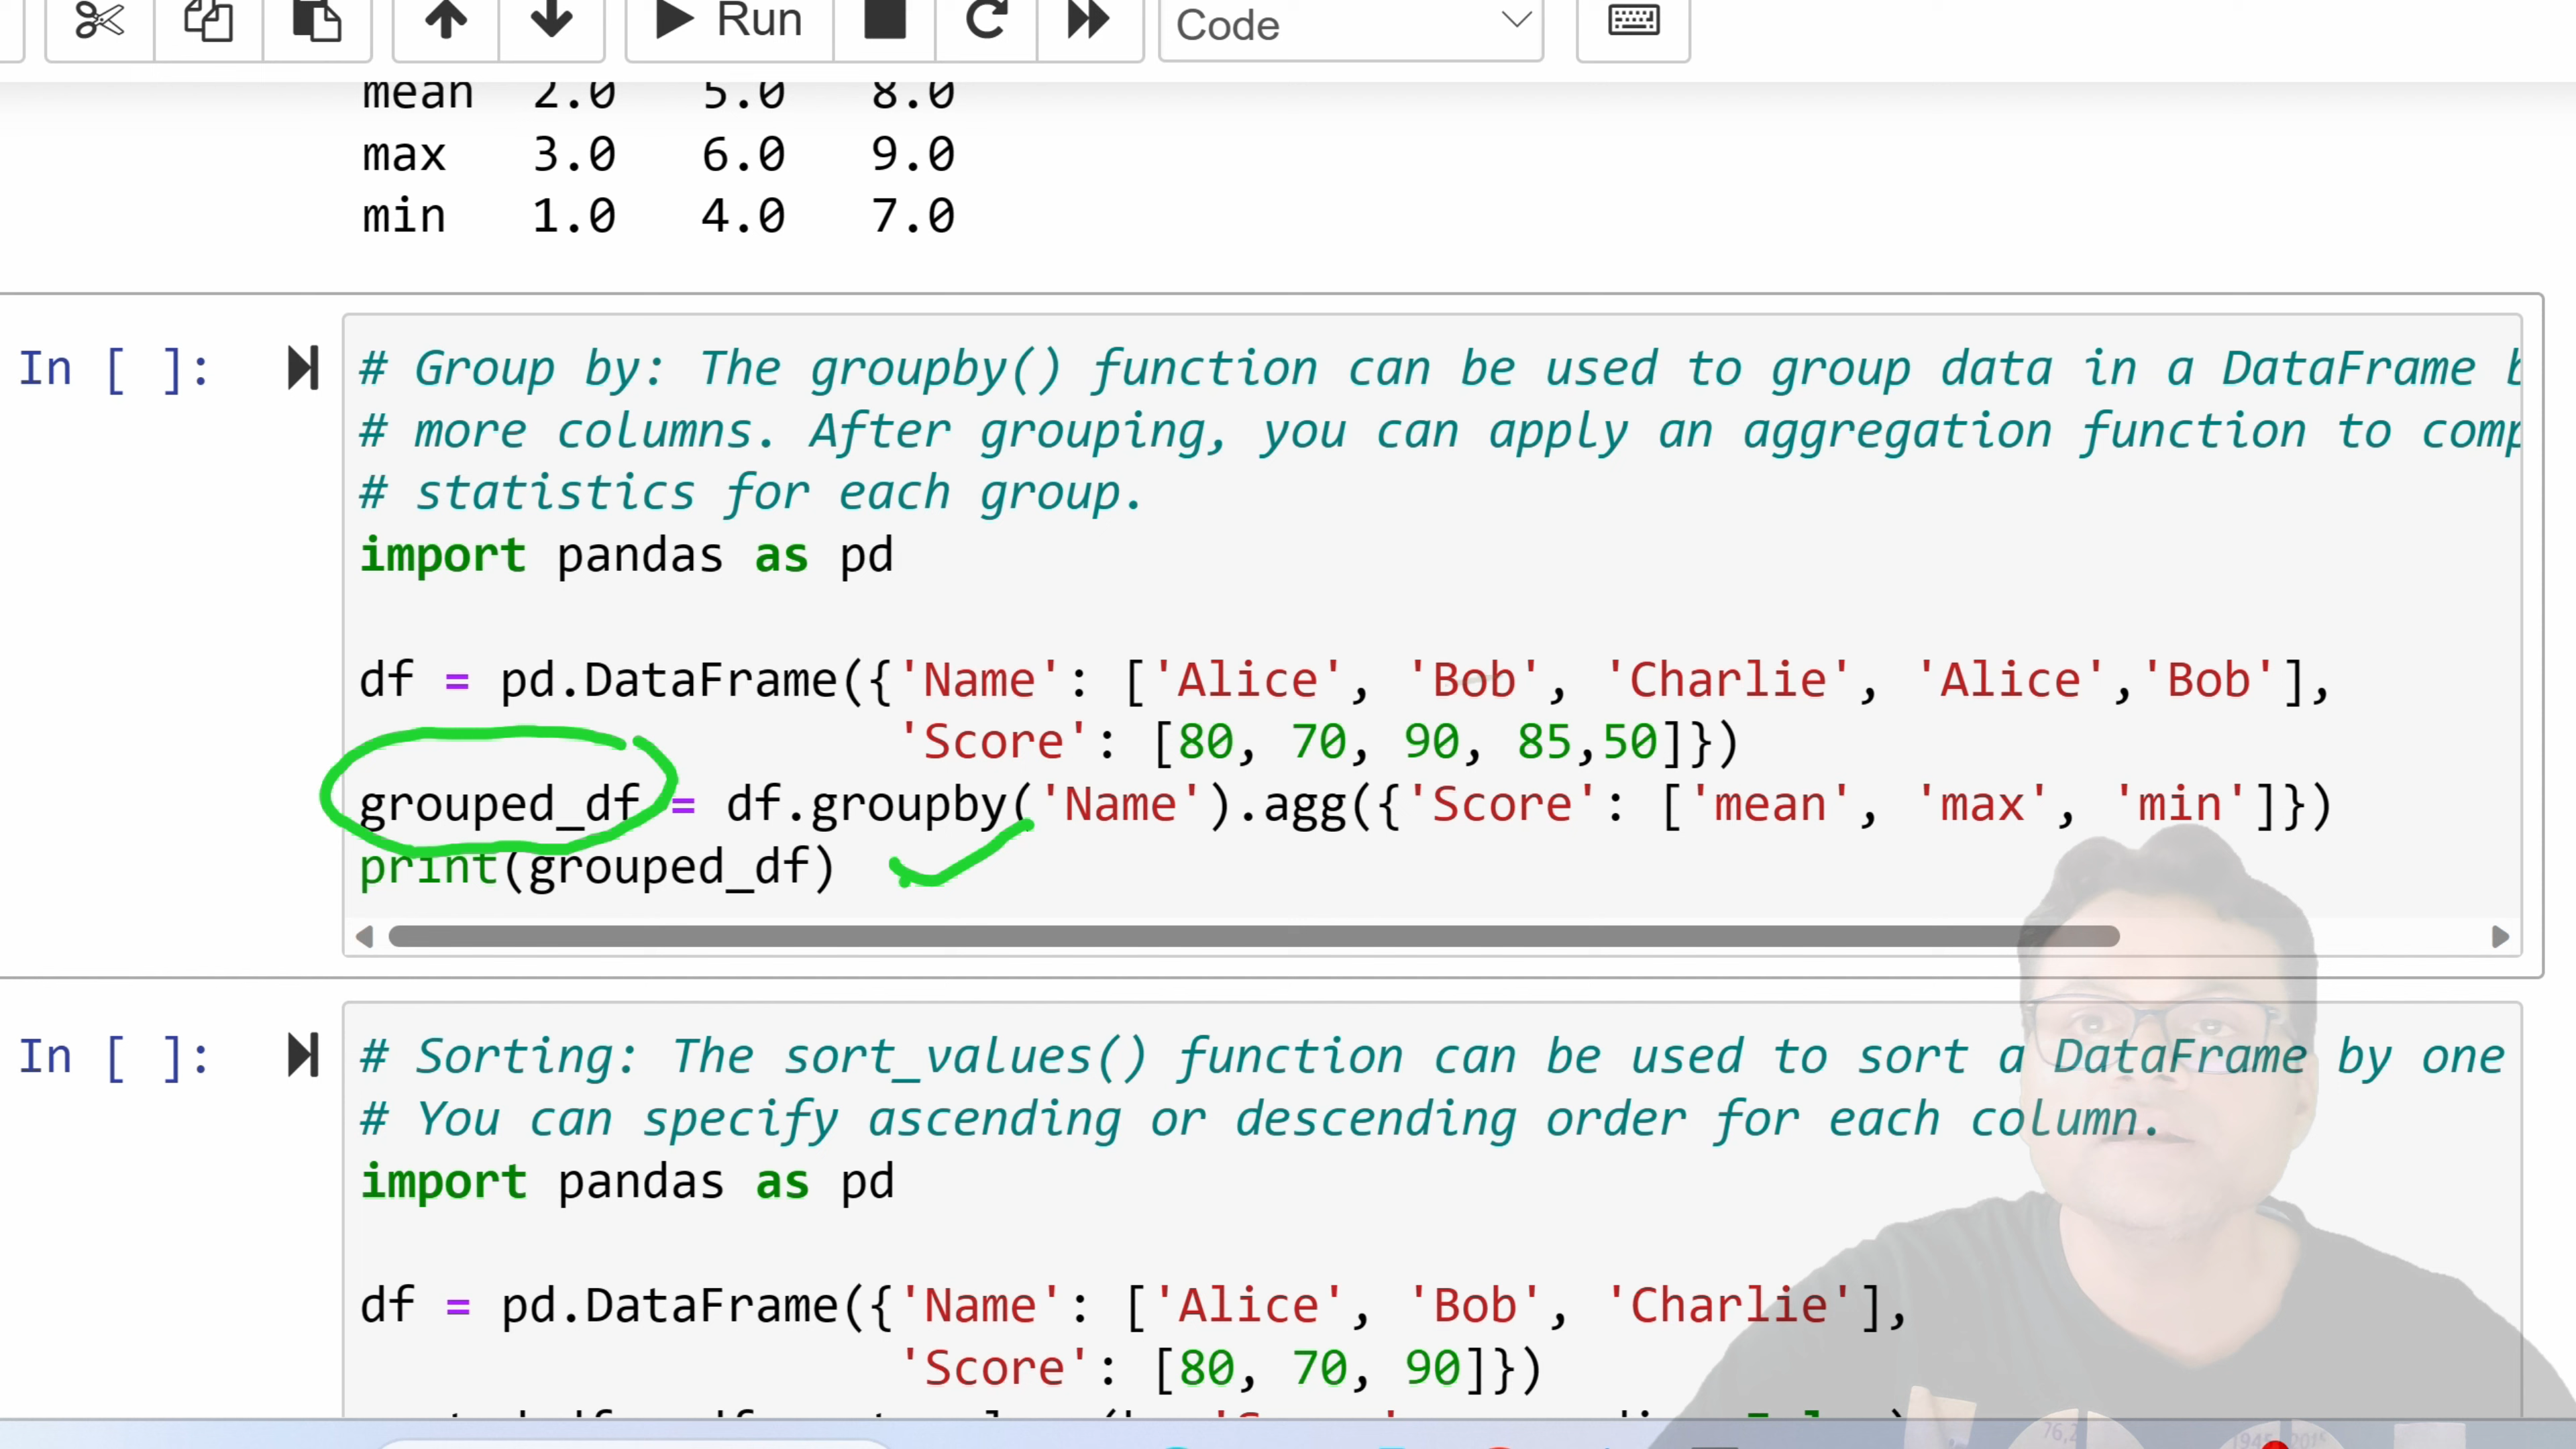 Run
Code
mean 2.0 5.0 8.0
max 3.0 6.0 9.0
min 1.0 4.0 7.0
In [ ]:
# Group by: The groupby() function can be used to group data in a DataFrame
# more columns. After grouping, you can apply an aggregation function to
# statistics for each group.
import pandas as pd
df = pd.DataFrame({'Name': ['Alice', 'Bob', 'Charlie', 'Alice','Bob'],
'Score': [80, 70, 90, 85,50]})
grouped_df = df.groupby('Name').agg({'Score': ['mean', 'max', 'min']})
print(grouped_df)
In [ ]:
# Sorting: The sort_values() function can be used to sort a DataFrame by one
# You can specify ascending or descending order for each column.
import pandas as pd
df = pd.DataFrame({'Name': ['Alice', 'Bob', 'Charlie'],
'Score': [80, 70, 90]})